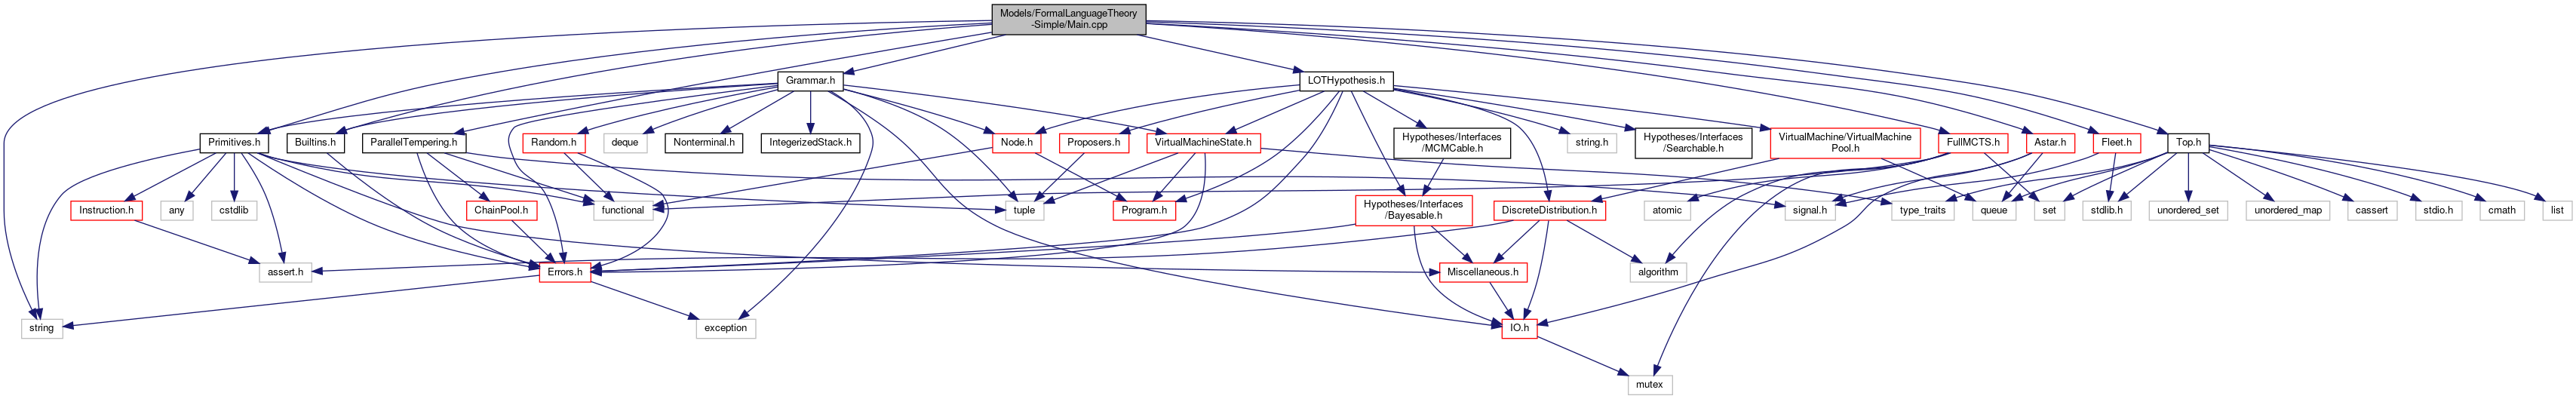 Models/FormalLanguageTheory
-Simple/Main.cpp
Grammar.h
LOTHypothesis.h
Primitives.h
Builtins.h
ParallelTempering.h
Random.h
deque
Nonterminal.h
IntegerizedStack.h
Node.h
Proposers.h
VirtualMachineState.h
Hypotheses/Interfaces
/MCMCable.h
string.h
Hypotheses/Interfaces
/Searchable.h
VirtualMachine/VirtualMachine
Pool.h
FullMCTS.h
Astar.h
Fleet.h
Top.h
Instruction.h
any
cstdlib
ChainPool.h
functional
tuple
Program.h
Hypotheses/Interfaces
/Bayesable.h
DiscreteDistribution.h
atomic
signal.h
type_traits
queue
set
stdlib.h
unordered_set
unordered_map
cassert
stdio.h
cmath
list
assert.h
Errors.h
Miscellaneous.h
algorithm
string
exception
IO.h
mutex